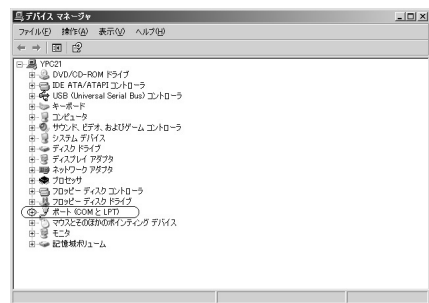 デバイス マネージャ
ファイル(F) 操作(A) 表示(V) ヘルプ(H)
YPC21
DVD/CD-ROM ドライブ
IDE ATA/ATAPI コントローラ
USB (Universal Serial Bus) コントローラ
キーボード
コンピュータ
サウンド、ビデオ、およびゲーム コントローラ
システム デバイス
ディスク ドライブ
ディスプレイ アダプタ
ネットワーク アダプタ
プロセッサ
フロッピー ディスク コントローラ
フロッピー ディスク ドライブ
ポート (COM と LPT)
マウスとそのほかのポインティング デバイス
モニタ
記憶域ボリューム